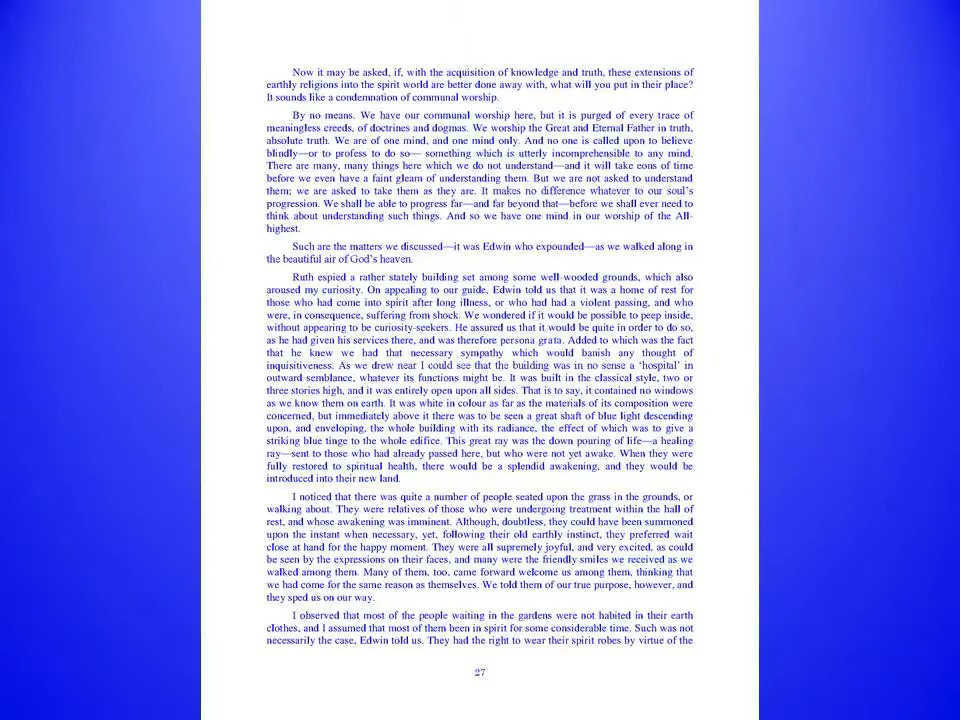 Now it may be asked, if, with the acquisition of knowledge and truth, these extensions of
earthly religions into the spirit world are better done away with, what will you put in their place?
It sounds like a condemnation of communal worship.
By no means. We have our communal worship here, but it is purged of every trace of
meaningless creeds, of doctrines and dogmas. We worship the Great and Eternal Father in truth,
absolute truth. We are of one mind, and one mind only. And no one is called upon to believe
blindly—or to profess to do so— something which is utterly incomprehensible to any mind.
There are many, many things here which we do not understand—and it will take eons of time
before we even have a faint gleam of understanding them. But we are not asked to understand
them; we are asked to take them as they are. It makes no difference whatever to our soul's
progression. We shall be able to progress far—and far beyond that—before we shall ever need to
think about understanding such things. And so we have one mind in our worship of the All-
highest.
Such are the matters we discussed—it was Edwin who expounded—as we walked along in
the beautiful air of God's heaven.
Ruth espied a rather stately building set among some well-wooded grounds, which also
aroused my curiosity. On appealing to our guide, Edwin told us that it was a home of rest for
those who had come into spirit after long illness, or who had had a violent passing, and who
were, in consequence, suffering from shock. We wondered if it would be possible to peep inside,
without appearing to be curiosity-seekers. He assured us that it would be quite in order to do so,
as he had given his services there, and was therefore persona grata. Added to which was the fact
that he knew we had that necessary sympathy which would banish any thought of
inquisitiveness. As we drew near I could see that the building was in no sense a 'hospital' in
outward semblance, whatever its functions might be. It was built in the classical style, two or
three stories high, and it was entirely open upon all sides. That is to say, it contained no windows
as we know them on earth. It was white in colour as far as the materials of its composition were
concerned, but immediately above it there was to be seen a great shaft of blue light descending
upon, and enveloping, the whole building with its radiance, the effect of which was to give a
striking blue tinge to the whole edifice. This great ray was the down pouring of life—a healing
ray—sent to those who had already passed here, but who were not yet awake. When they were
fully restored to spiritual health, there would be a splendid awakening, and they would be
introduced into their new land.
I noticed that there was quite a number of people seated upon the grass in the grounds, or
walking about. They were relatives of those who were undergoing treatment within the hall of
rest, and whose awakening was imminent. Although, doubtless, they could have been summoned
upon the instant when necessary, yet, following their old earthly instinct, they preferred wait
close at hand for the happy moment. They were all supremely joyful, and very excited, as could
be seen by the expressions on their faces, and many were the friendly smiles we received as we
walked among them. Many of them, too, came forward welcome us among them, thinking that
we had come for the same reason as themselves. We told them of our true purpose, however, and
they sped us on our way.
I observed that most of the people waiting in the gardens were not habited in their earth
clothes, and I assumed that most of them been in spirit for some considerable time. Such was not
necessarily the case, Edwin told us. They had the right to wear their spirit robes by virtue of the
27